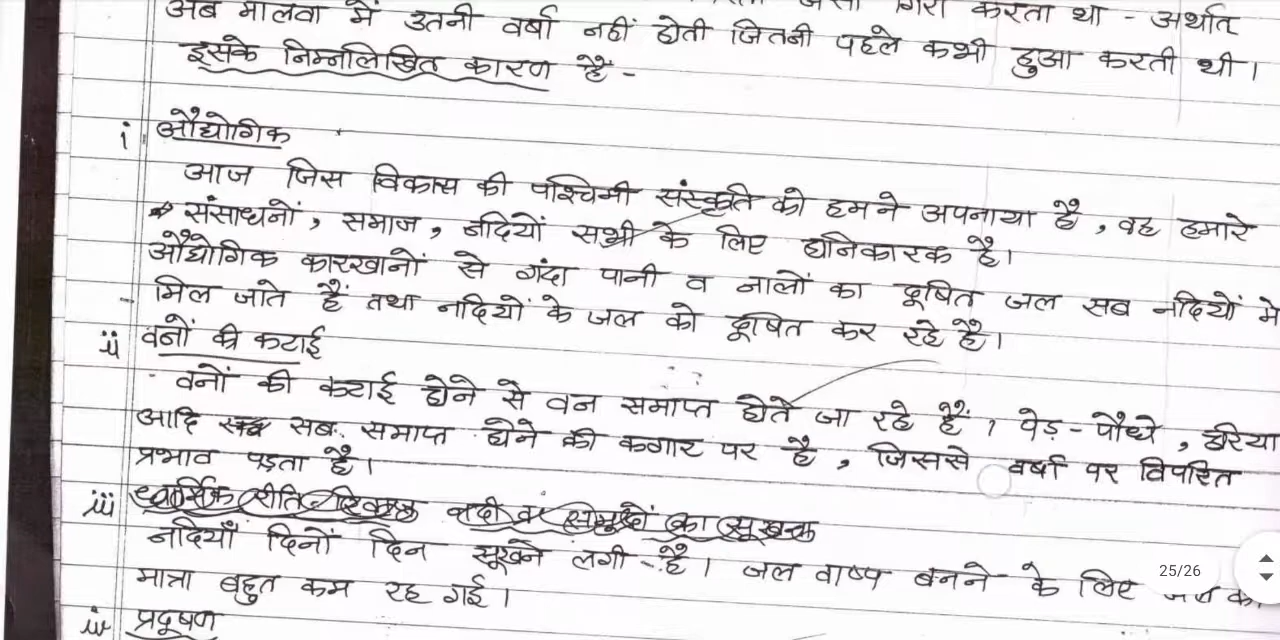 गिरा करता था - अर्थात्
अब मालवा में उतनी वर्षा नहीं होती जितनी पहले कभी हुआ करती थी।
इसके निम्नलिखित कारण हैं -
i औद्योगिक
आज जिस विकास की पश्चिमी संस्कृति को हमने अपनाया है, वह हमारे
संसाधनों, समाज, नदियों सभी के लिए हानिकारक है।
औद्योगिक कारखानों से गंदा पानी व नालों का दूषित जल सब नदियों में
मिल जाते हैं तथा नदियों के जल को दूषित कर रहे हैं।
ii वनों की कटाई
वनों की कटाई होने से वन समाप्त होते जा रहे हैं। पेड़ - पौधे, हरिया
आदि सब समाप्त होने की कगार पर है, जिससे वर्षा पर विपरित
प्रभाव पड़ता है।
iii धार्मिक रीति-रिवाज नदी व समुद्रों का सूखना
नदियाँ दिनों दिन सूखने लगी - है। जल वाष्प बनने के लिए जल की
मात्रा बहुत कम रह गई।
iv प्रदूषण
25/26